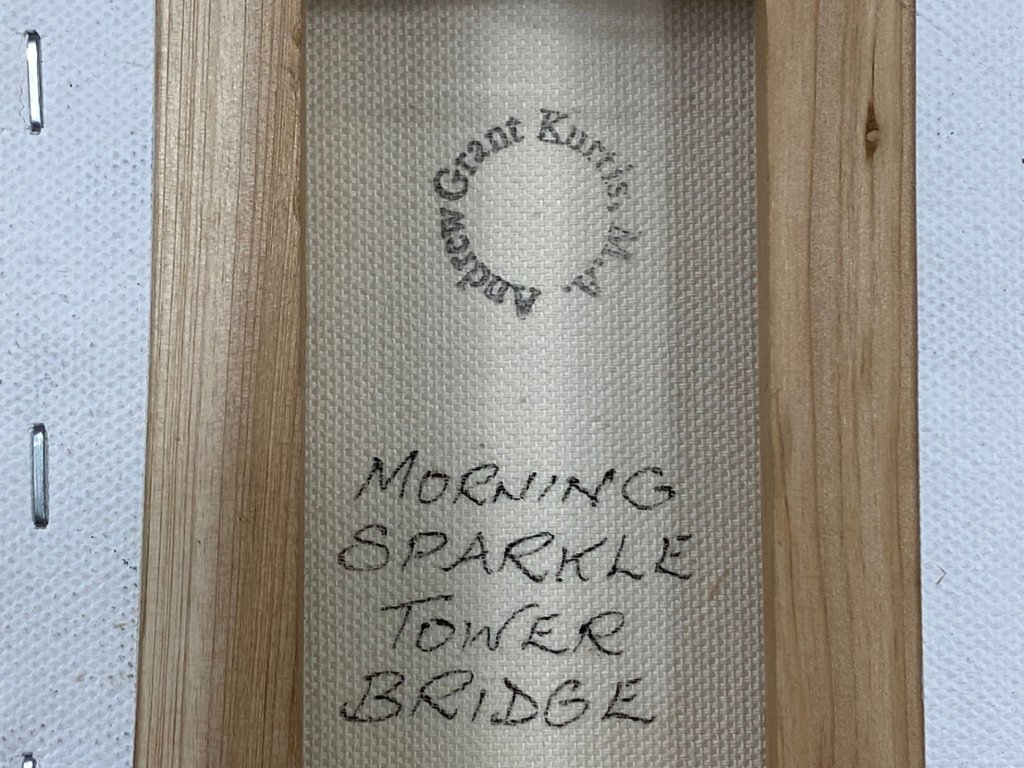 Andrew Grant Kurtis. M.A.
MORNING
SPARKLE
TOWER
BRIDGE